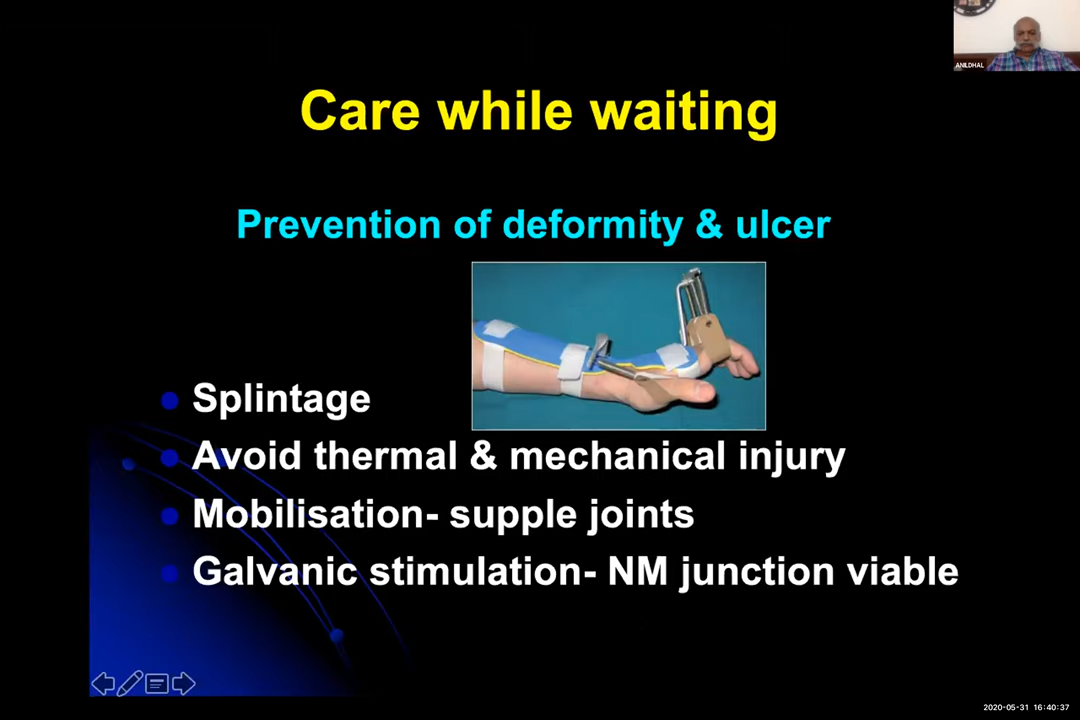 ANILDHAL
Care while waiting
Prevention of deformity & ulcer
Splintage
Avoid thermal & mechanical injury
Mobilisation- supple joints
Galvanic stimulation- NM junction viable
2020-05-31 16:40:37